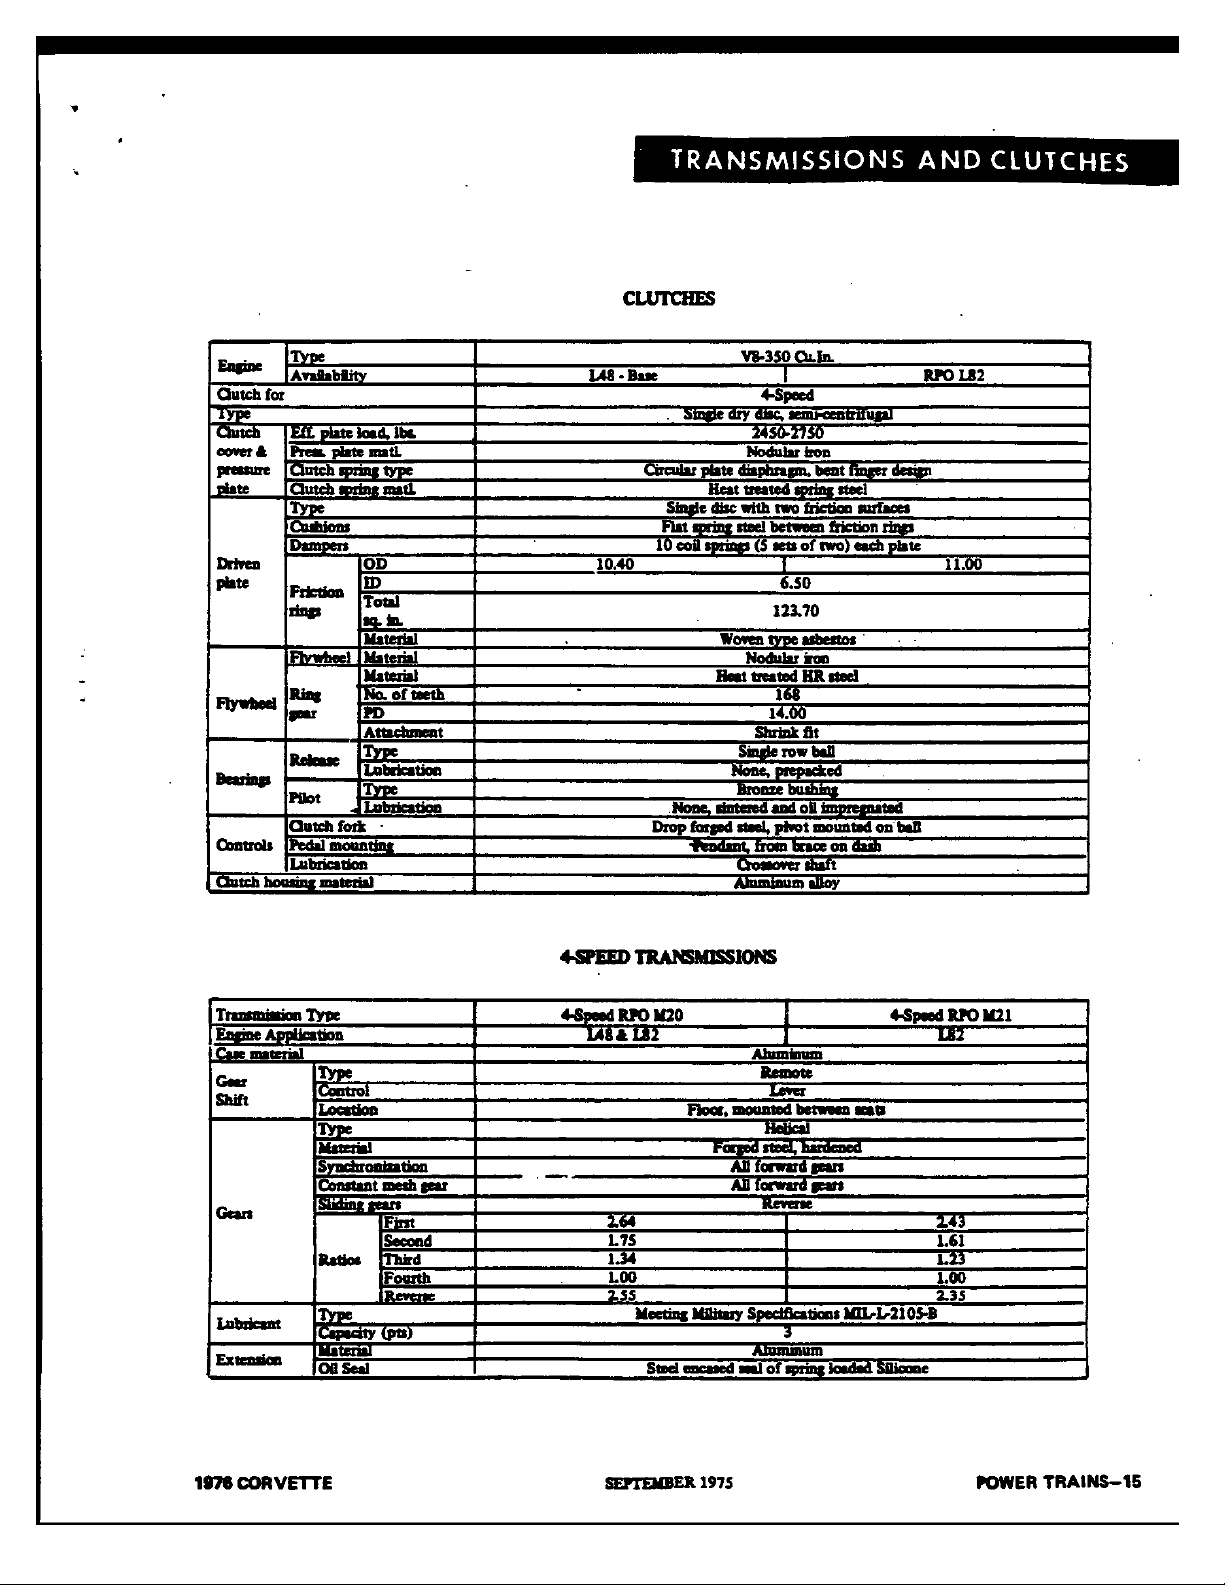 TRANSMISSIONS AND CLUTCHES
CLUTCHES
Engine Type V8-350 Cu.In.
Availability L48 - Base RPO L82
Clutch for 4-Speed
Type Single dry disc, semi-centrifugal
Clutch cover & pressure plate Eff. plate load, lbs. 2450-2750
Press. plate matl. Nodular iron
Clutch spring type Circular plate diaphragm, bent finger design
Clutch spring matl. Heat treated spring steel
Driven plate Type Single disc with two friction surfaces
Cushions Flat spring steel between friction rings
Dampers 10 coil springs (5 sets of two) each plate
Friction rings OD 10.40 11.00
ID 6.50
Total sq. in. 123.70
Material Woven type asbestos
Flywheel Flywheel Material Nodular iron
Ring gear Material Heat treated HR steel
No. of teeth 168
PD 14.00
Attachment Shrink fit
Bearings Release Type Single row ball
Lubrication None, prepacked
Pilot Type Bronze bushing
Lubrication None, sintered and oil impregnated
Controls Clutch fork Drop forged steel, pivot mounted on ball
Pedal mounting Pendant, from brace on dash
Lubrication Crossover shaft
Clutch housing material Aluminum alloy
4-SPEED TRANSMISSIONS
Transmission Type 4-Speed RPO M20 4-Speed RPO M21
Engine Application L48 & L82 L82
Case material Aluminum
Gear Shift Type Remote
Control Lever
Location Floor, mounted between seats
Gears Type Helical
Material Forged steel, hardened
Synchronization All forward gears
Constant mesh gear All forward gears
Sliding gears Reverse
Ratios First 2.64 2.43
Second 1.75 1.61
Third 1.34 1.23
Fourth 1.00 1.00
Reverse 2.55 2.35
Lubricant Type Meeting Military Specifications MIL-L-2105-B
Capacity (pts) 3
Extension Material Aluminum
Oil Seal Steel encased seal of spring loaded Silicone
1976 CORVETTE SEPTEMBER 1975 POWER TRAINS-15